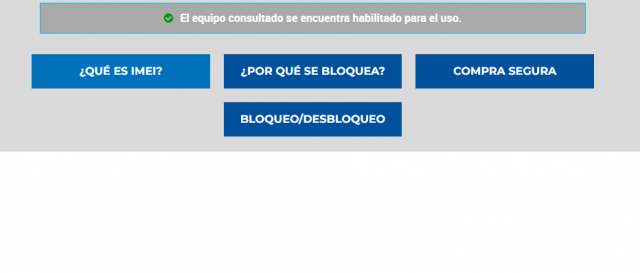 El equipo consultado se encuentra habilitado para el uso.
¿QUÉ ES IMEI?
¿POR QUÉ SE BLOQUEA?
COMPRA SEGURA
BLOQUEO/DESBLOQUEO